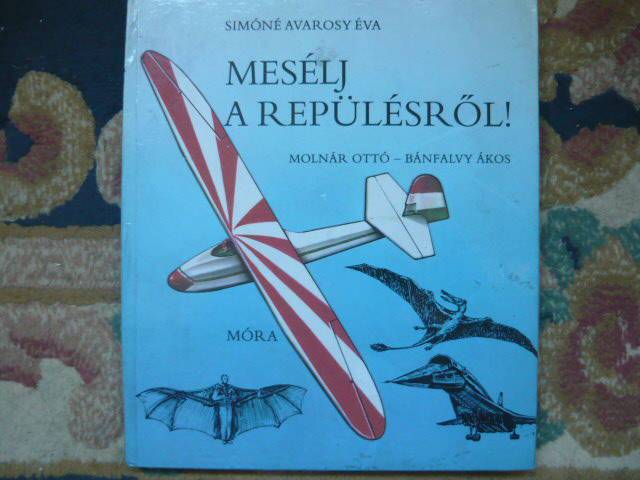 SIMÓNÉ AVAROSY ÉVA
MESÉLJ
A REPÜLÉSRŐL!
MOLNÁR OTTÓ – BÁNFALVY ÁKOS
MÓRA